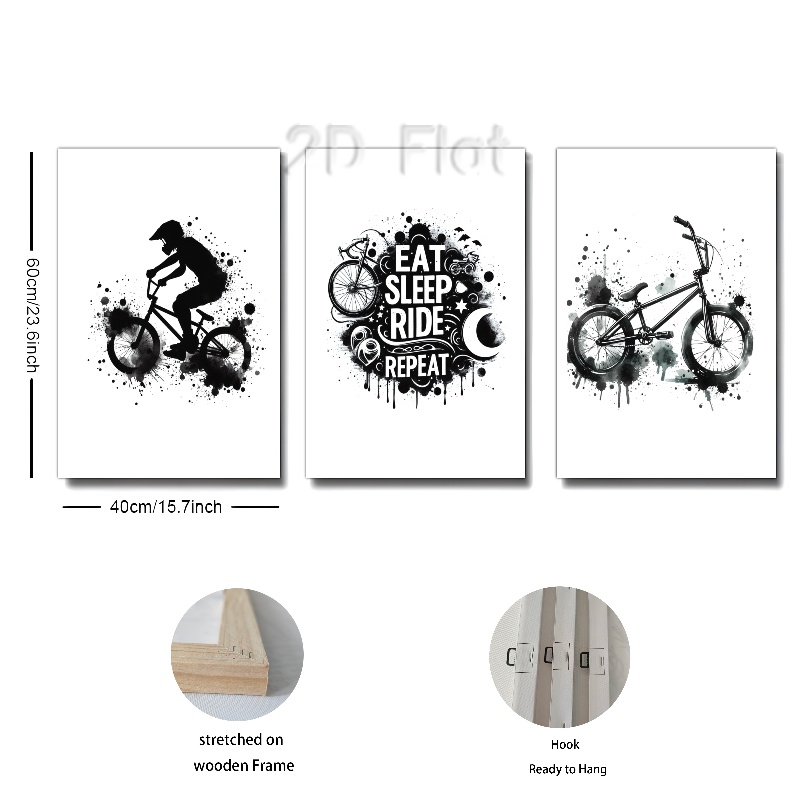 2D Flat
60cm/23.6inch
EAT
SLEEP
RIDE
REPEAT
40cm/15.7inch
stretched on
wooden Frame
Hook
Ready to Hang